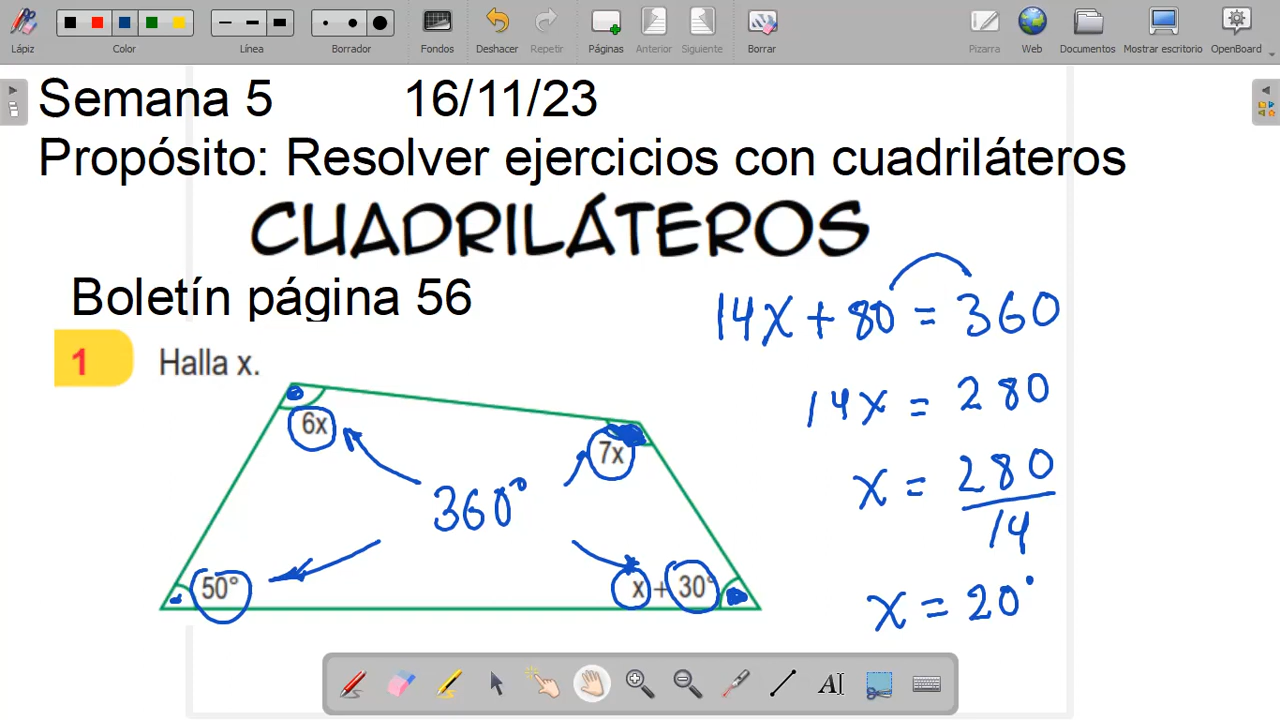 Lápiz Color Línea Borrador Fondos Deshacer Repetir Páginas Anterior Siguiente Borrar Pizarra Web Documentos Mostrar escritorio OpenBoard
Semana 5 16/11/23
Propósito: Resolver ejercicios con cuadriláteros
CUADRILÁTEROS
Boletín página 56
1 Halla x.
6x
7x
360°
50°
x + 30°
14x + 80 = 360
14x = 280
x = 280/14
x = 20°
AI